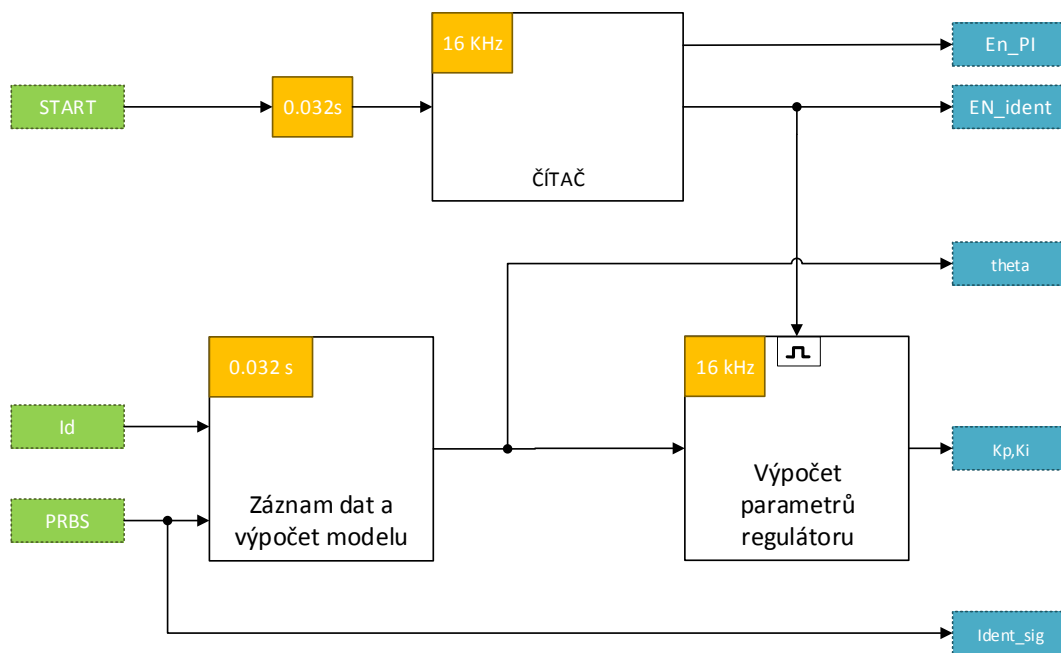 16 KHz
En_PI
START
0.032s
EN_ident
ČÍTAČ
theta
0.032 s
16 kHz
Id
Kp,Ki
Záznam dat a
výpočet modelu
Výpočet
parametrů
regulátoru
PRBS
Ident_sig